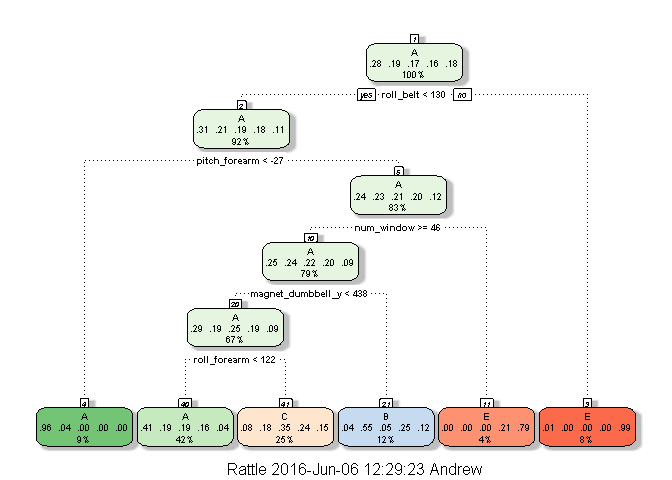 1
A
.28 .19 .17 .16 .18
100%
yes roll_belt < 130 no
2
A
.31 .21 .19 .18 .11
92%
pitch_forearm < -27
5
A
.24 .23 .21 .20 .12
83%
num_window >= 46
10
A
.25 .24 .22 .20 .09
79%
magnet_dumbbell_y < 438
20
A
.29 .19 .25 .19 .09
67%
roll_forearm < 122
4 40 41 21 11 3
A A C B E E
.96 .04 .00 .00 .00 .41 .19 .19 .16 .04 .08 .18 .35 .24 .15 .04 .55 .05 .25 .12 .00 .00 .00 .21 .79 .01 .00 .00 .00 .99
9% 42% 25% 12% 4% 8%
Rattle 2016-Jun-06 12:29:23 Andrew